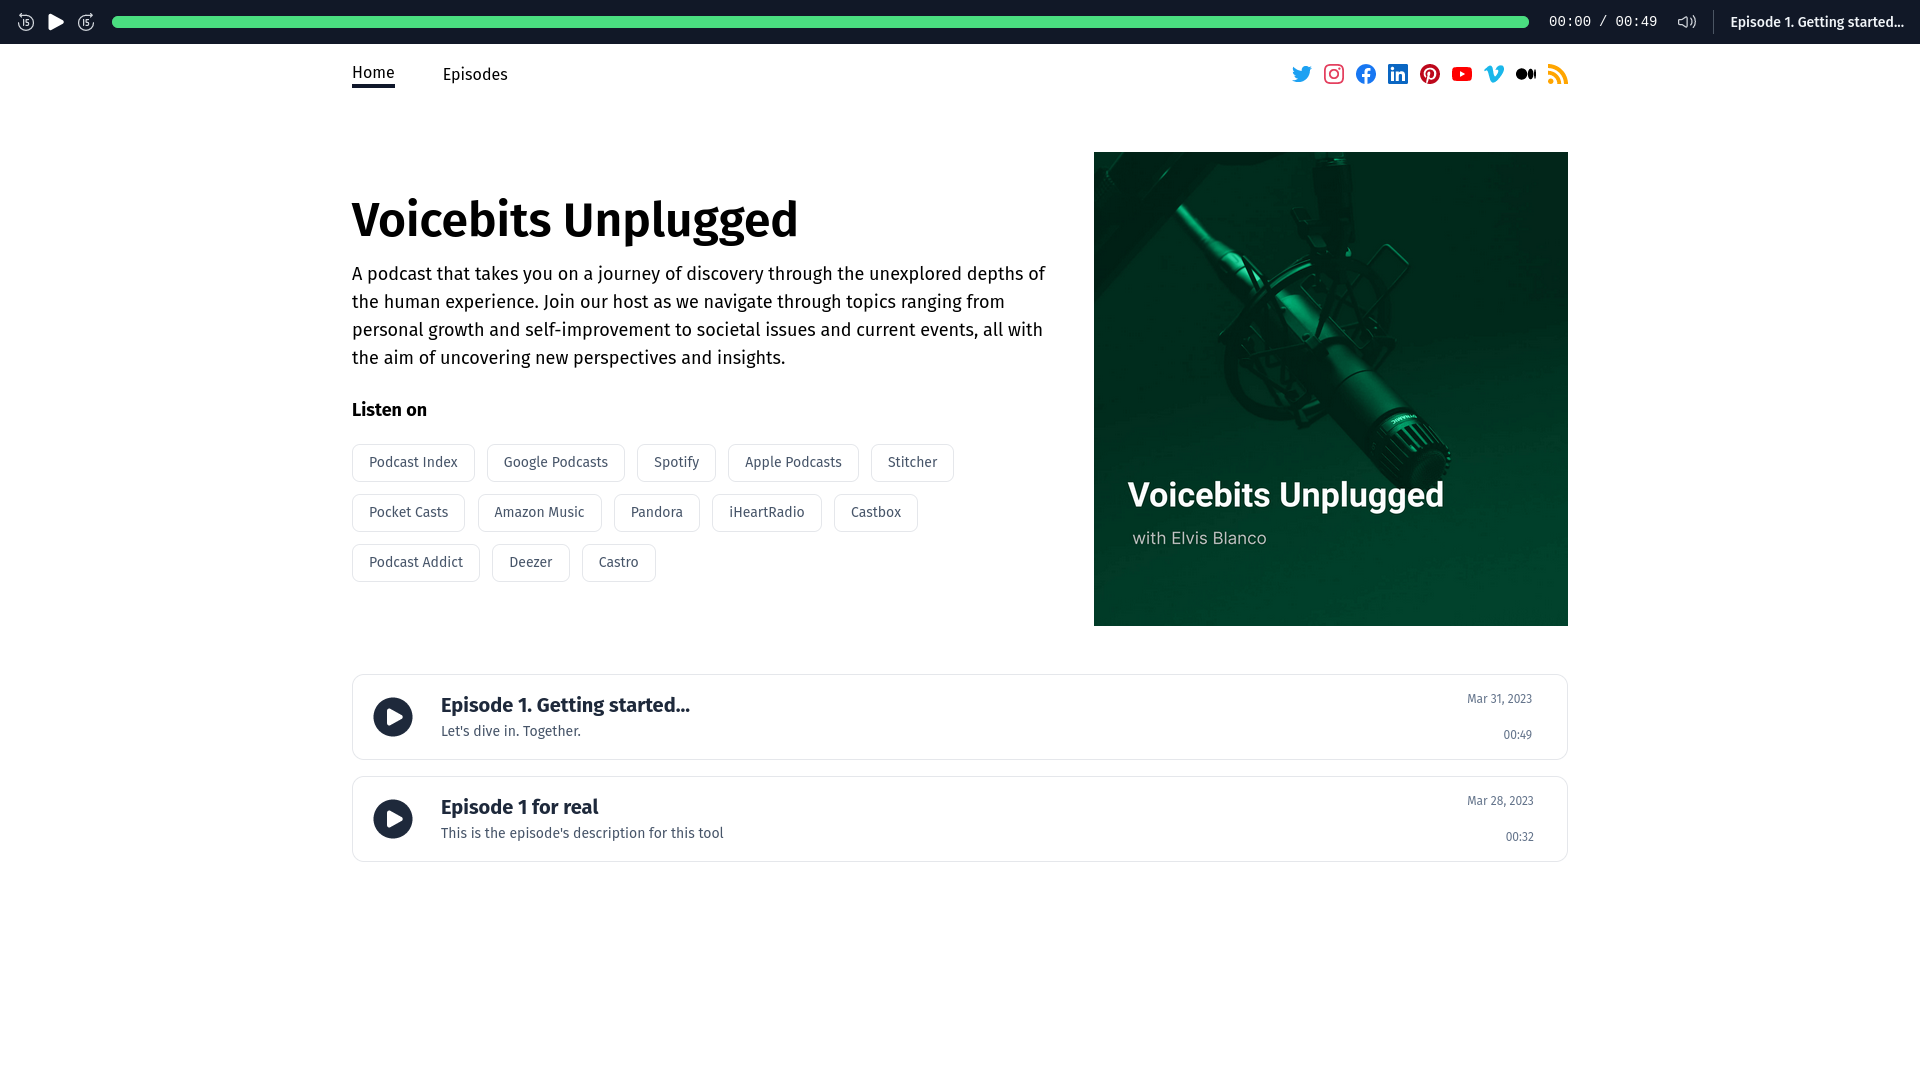 15
15
00:00 / 00:49
Episode 1. Getting started...
Home
Episodes
Voicebits Unplugged
A podcast that takes you on a journey of discovery through the unexplored depths of
the human experience. Join our host as we navigate through topics ranging from
personal growth and self-improvement to societal issues and current events, all with
the aim of uncovering new perspectives and insights.
Listen on
Podcast Index
Google Podcasts
Spotify
Apple Podcasts
Stitcher
Pocket Casts
Amazon Music
Pandora
iHeartRadio
Castbox
Podcast Addict
Deezer
Castro
DYNAMIC
Voicebits Unplugged
with Elvis Blanco
Episode 1. Getting started...
Let's dive in. Together.
Mar 31, 2023
00:49
Episode 1 for real
This is the episode's description for this tool
Mar 28, 2023
00:32